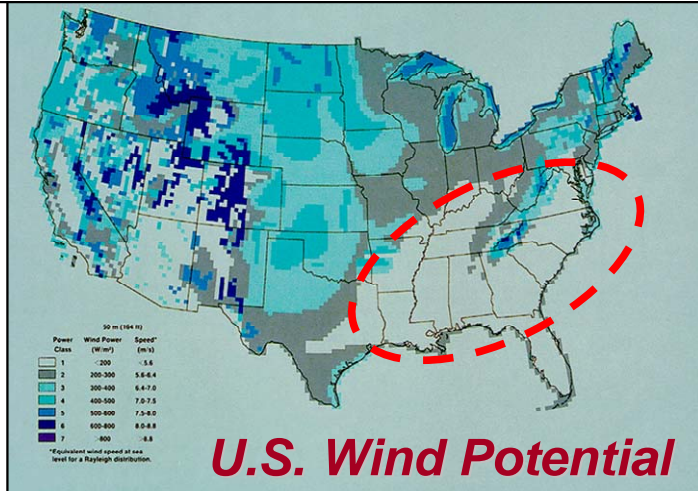 50 m (164 ft)
Power Wind Power Speed*
Class (W/m²) (m/s)
1 <200 <5.6
2 200-300 5.6-6.4
3 300-400 6.4-7.0
4 400-500 7.0-7.5
5 500-600 7.5-8.0
6 600-800 8.0-8.8
7 >800 >8.8
*Equivalent wind speed at sea
level for a Rayleigh distribution.
U.S. Wind Potential